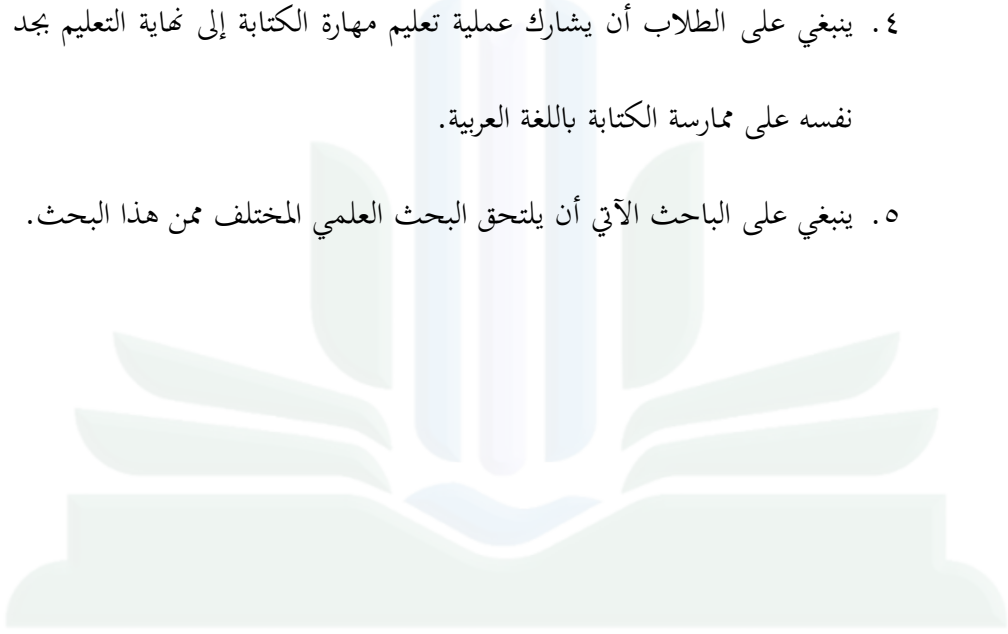 ٤. ينبغي على الطلاب أن يشارك عملية تعليم مهارة الكتابة إلى نهاية التعليم بجد
نفسه على ممارسة الكتابة باللغة العربية.
٥. ينبغي على الباحث الآتي أن يلتحق البحث العلمي المختلف ممن هذا البحث.